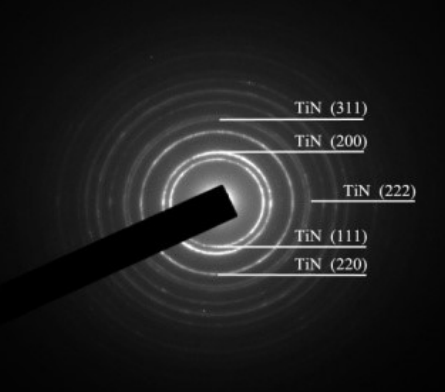 TiN (311)
TiN (200)
TiN (222)
TiN (111)
TiN (220)